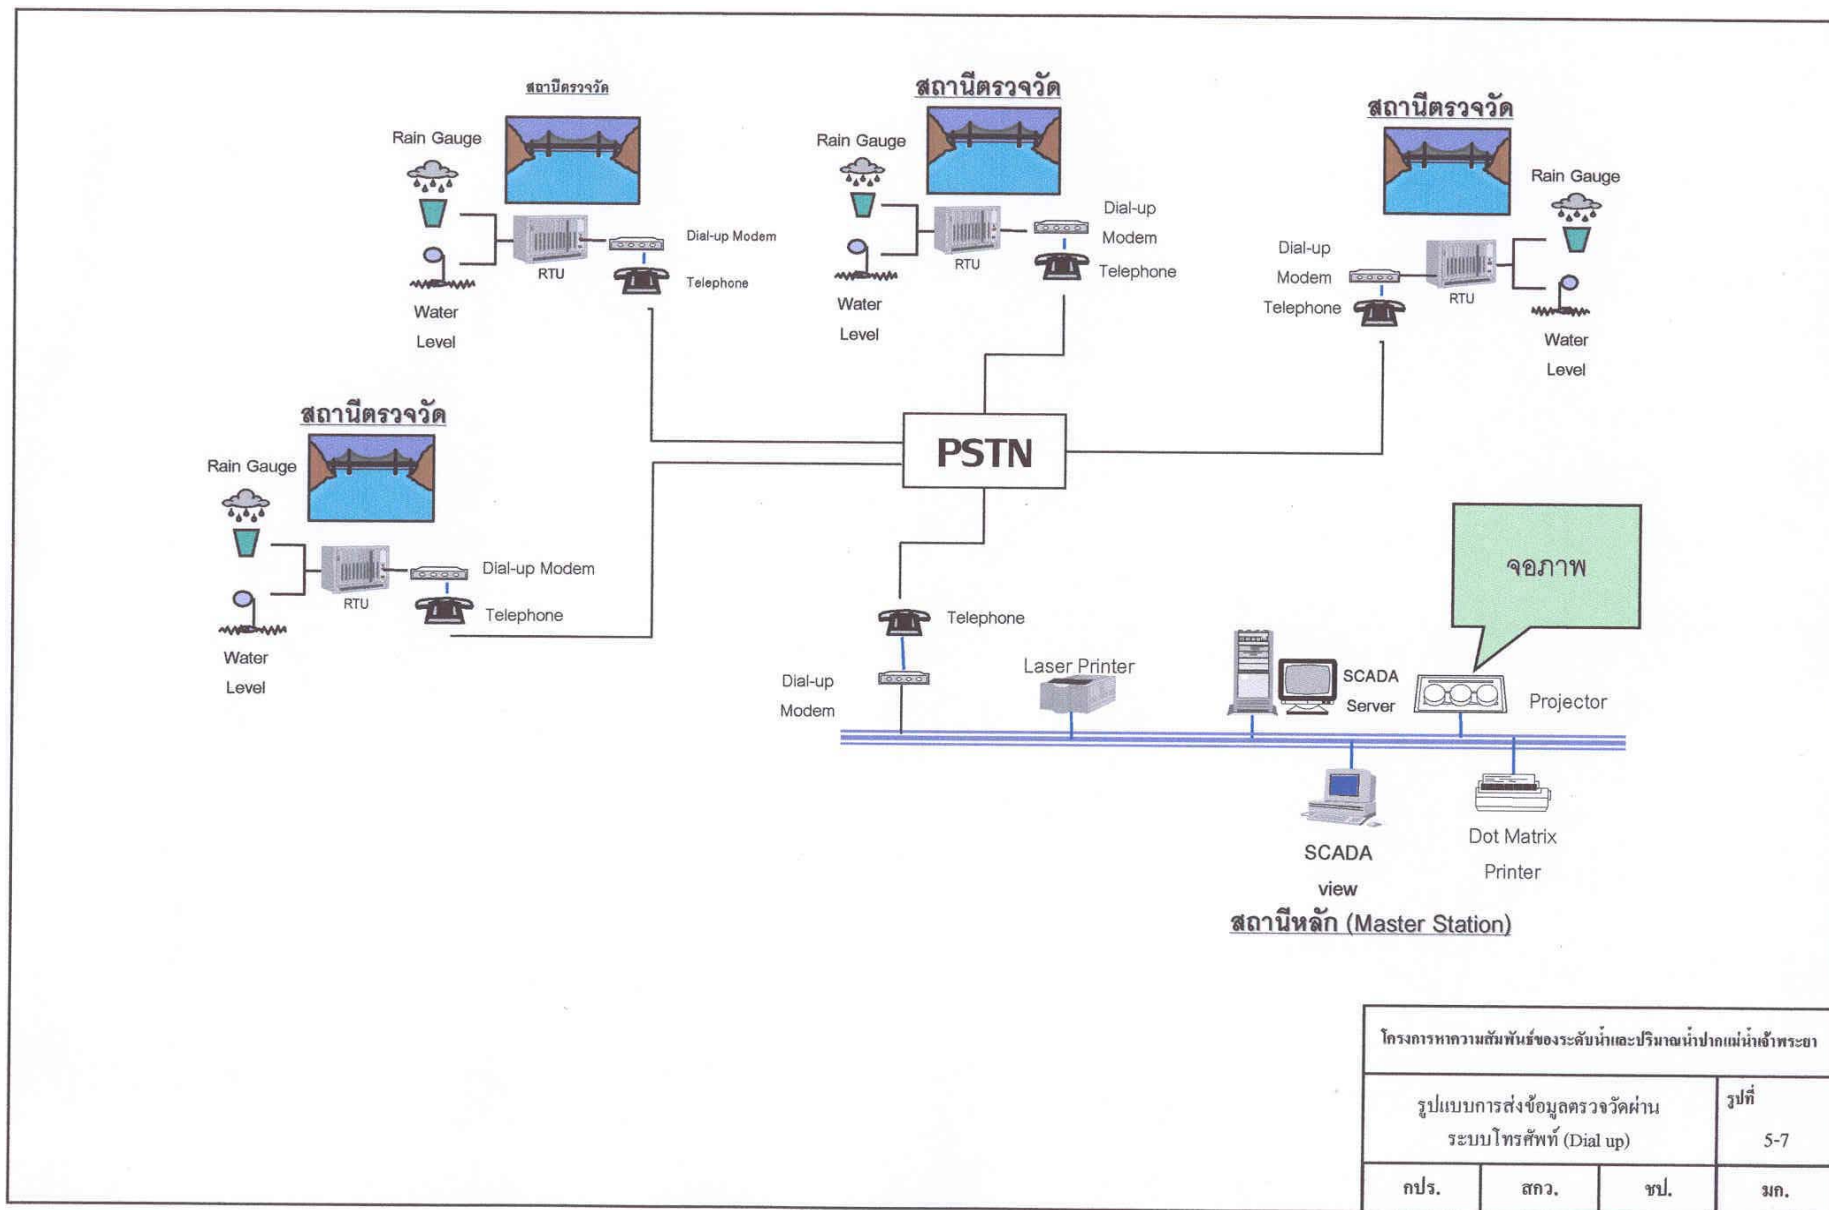 สถานีตรวจวัด
Rain Gauge
RTU
Dial-up Modem
Telephone
Water
Level
สถานีตรวจวัด
Rain Gauge
RTU
Dial-up
Modem
Telephone
Water
Level
สถานีตรวจวัด
Rain Gauge
Dial-up
Modem
Telephone
RTU
Water
Level
สถานีตรวจวัด
Rain Gauge
RTU
Dial-up Modem
Telephone
Water
Level
PSTN
จอภาพ
Telephone
Dial-up
Modem
Laser Printer
SCADA
Server
Projector
SCADA
view
Dot Matrix
Printer
สถานีหลัก (Master Station)
โครงการหาความสัมพันธ์ของระดับน้ำและปริมาณน้ำปากแม่น้ำเจ้าพระยา
รูปแบบการส่งข้อมูลตรวจวัดผ่าน
ระบบโทรศัพท์ (Dial up)
รูปที่
5-7
กปร.
สกว.
ชป.
มก.